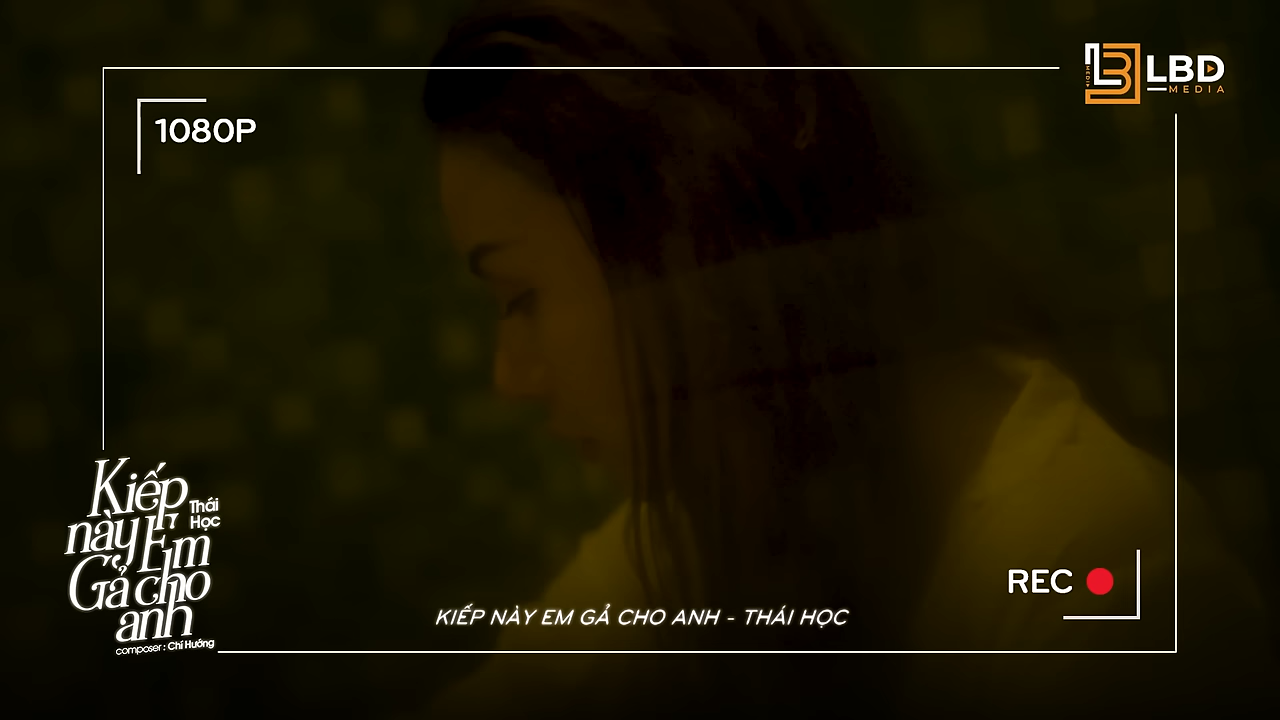 LBD
MEDIA
1080P
Kiếp
này Em
Gả cho
anh
Thái
Học
composer : Chí Hướng
REC
KIẾP NÀY EM GẢ CHO ANH - THÁI HỌC